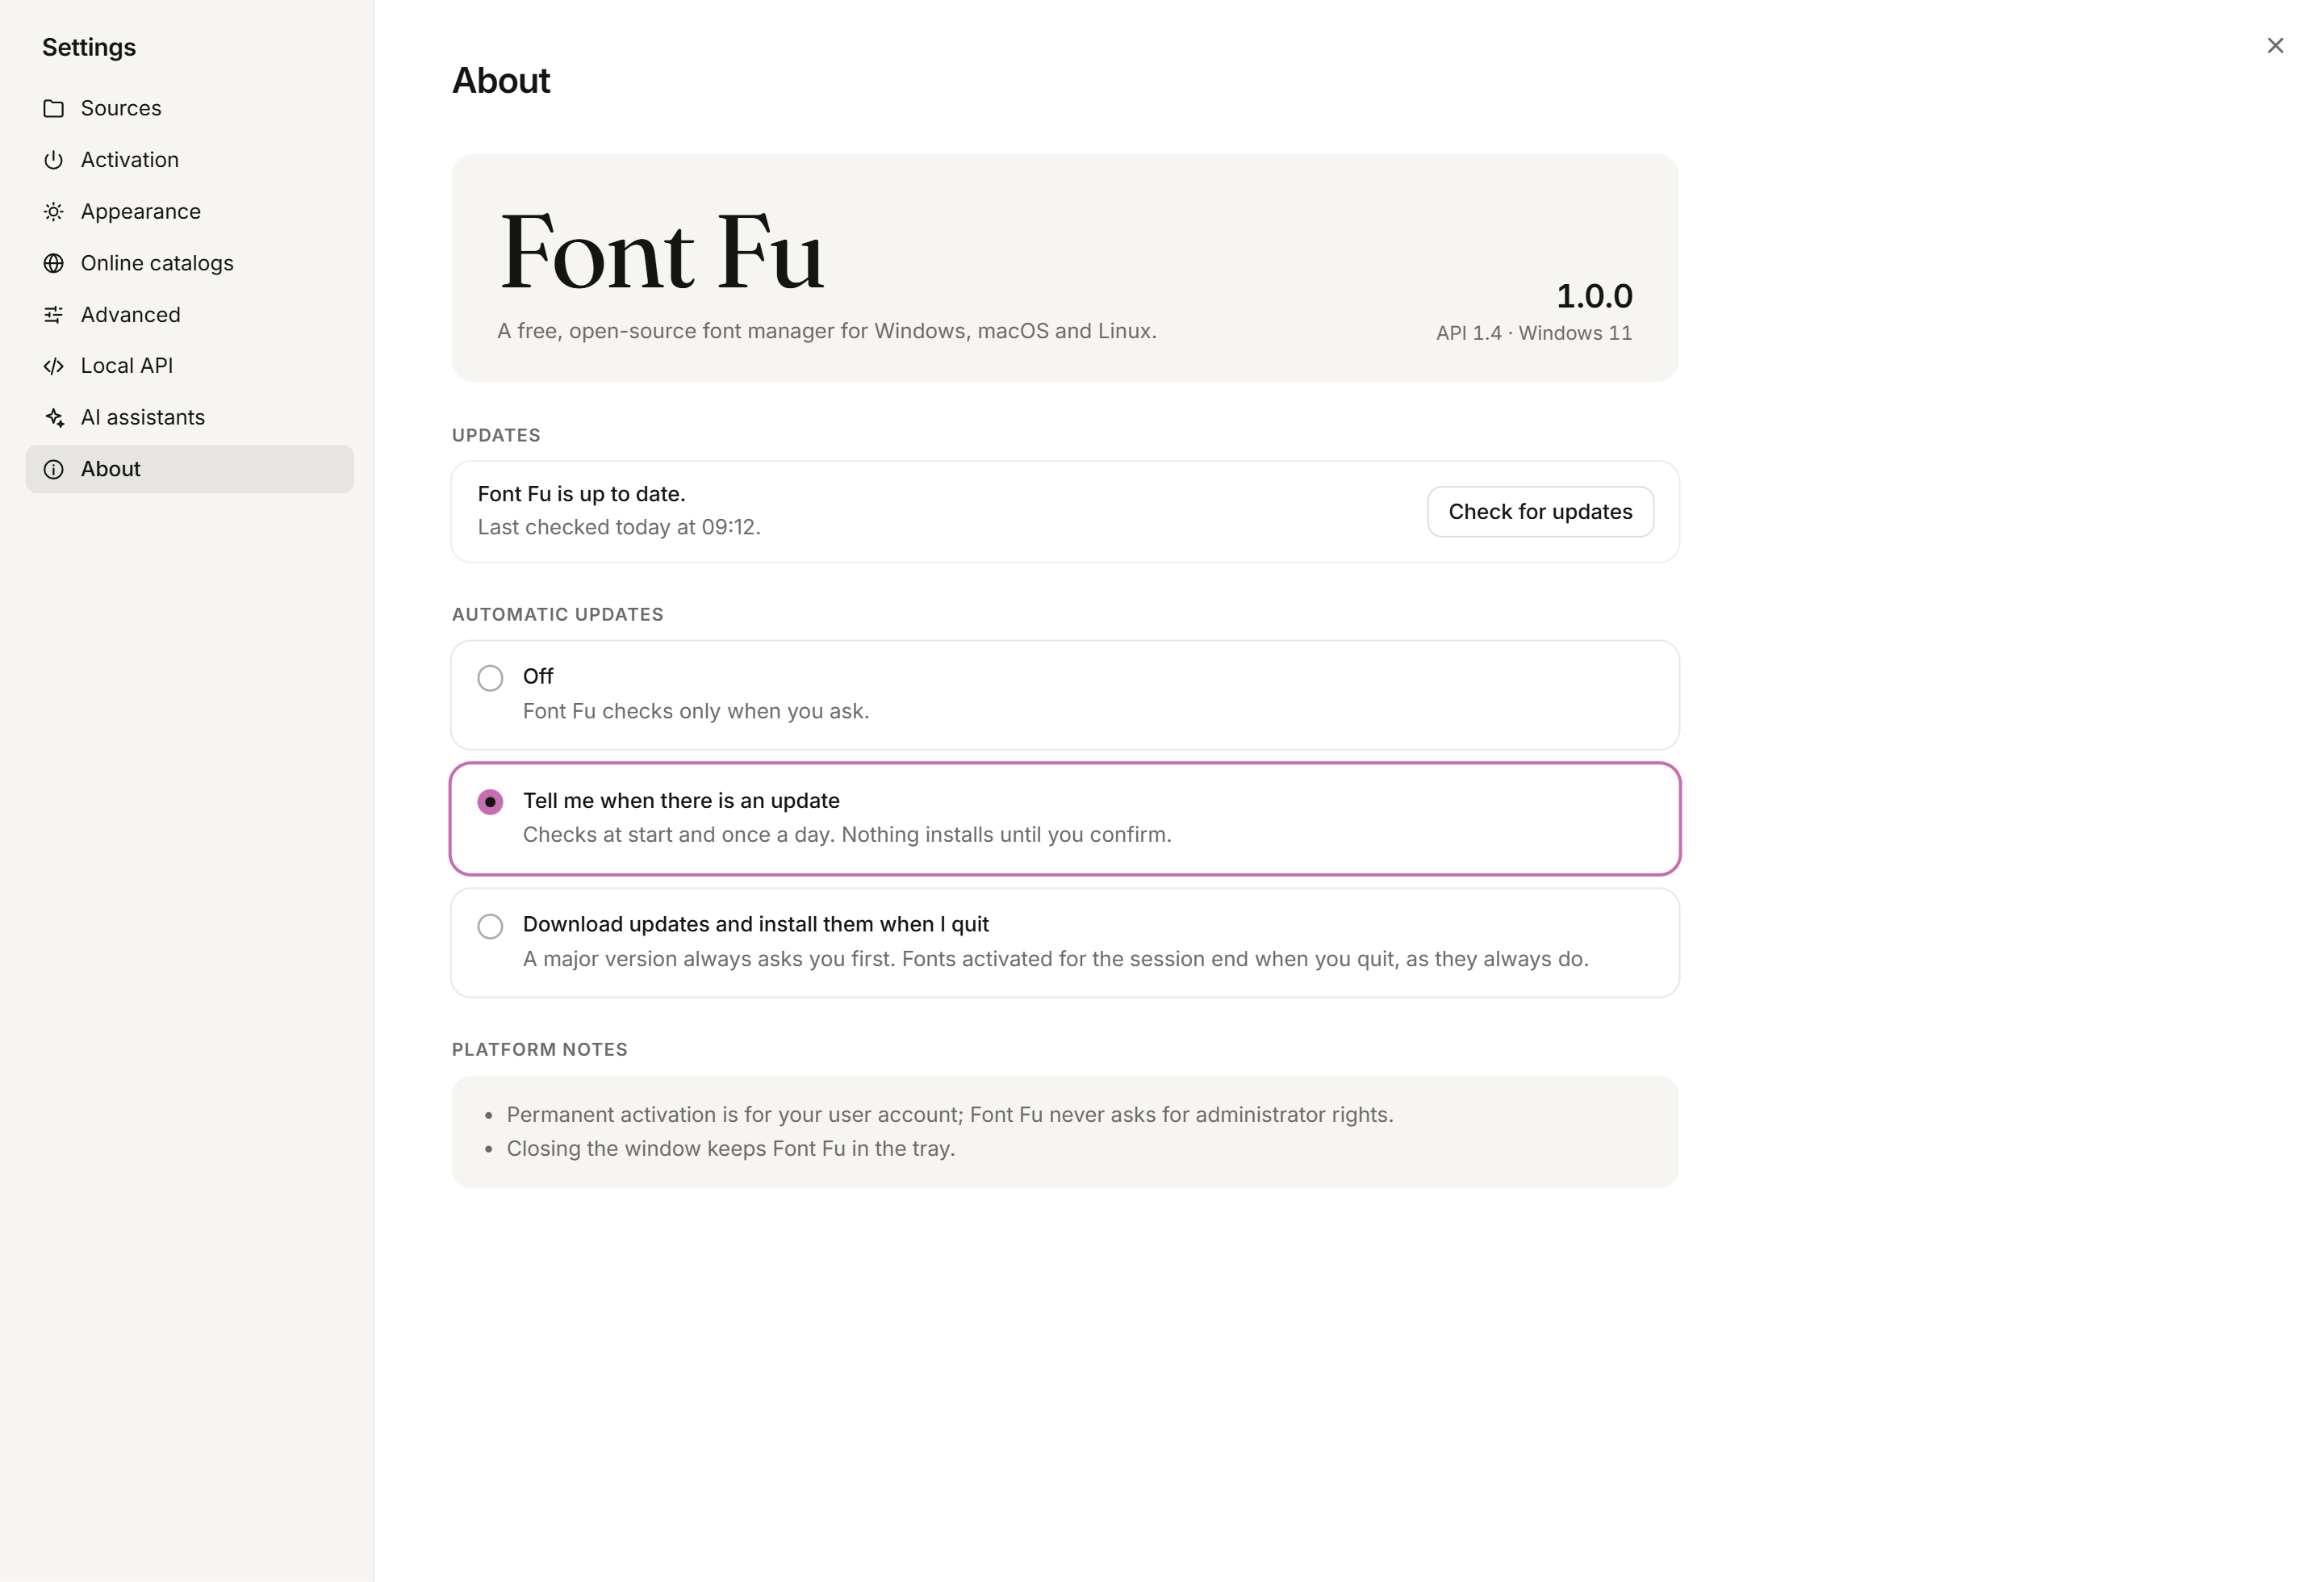 Settings
Sources
Activation
Appearance
Online catalogs
Advanced
Local API
AI assistants
About
About
Font Fu
A free, open-source font manager for Windows, macOS and Linux.
1.0.0
API 1.4 · Windows 11
UPDATES
Font Fu is up to date.
Last checked today at 09:12.
Check for updates
AUTOMATIC UPDATES
Off
Font Fu checks only when you ask.
Tell me when there is an update
Checks at start and once a day. Nothing installs until you confirm.
Download updates and install them when I quit
A major version always asks you first. Fonts activated for the session end when you quit, as they always do.
PLATFORM NOTES
• Permanent activation is for your user account; Font Fu never asks for administrator rights.
• Closing the window keeps Font Fu in the tray.